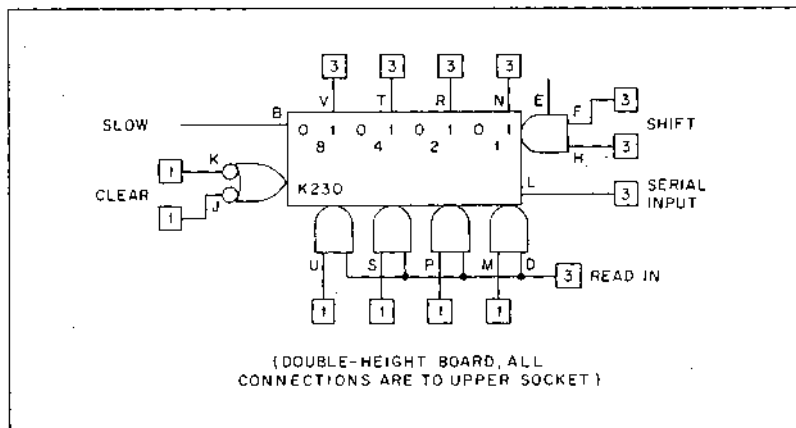 3 3 3 3
V T R N E
B F 3
SLOW 0 1 0 1 0 1 0 1 SHIFT
8 4 2 1 H 3
1 K
CLEAR K230 L 3 SERIAL
1 J INPUT
U S P M D 3 READ IN
1 1 1 1
(DOUBLE-HEIGHT BOARD, ALL
CONNECTIONS ARE TO UPPER SOCKET)